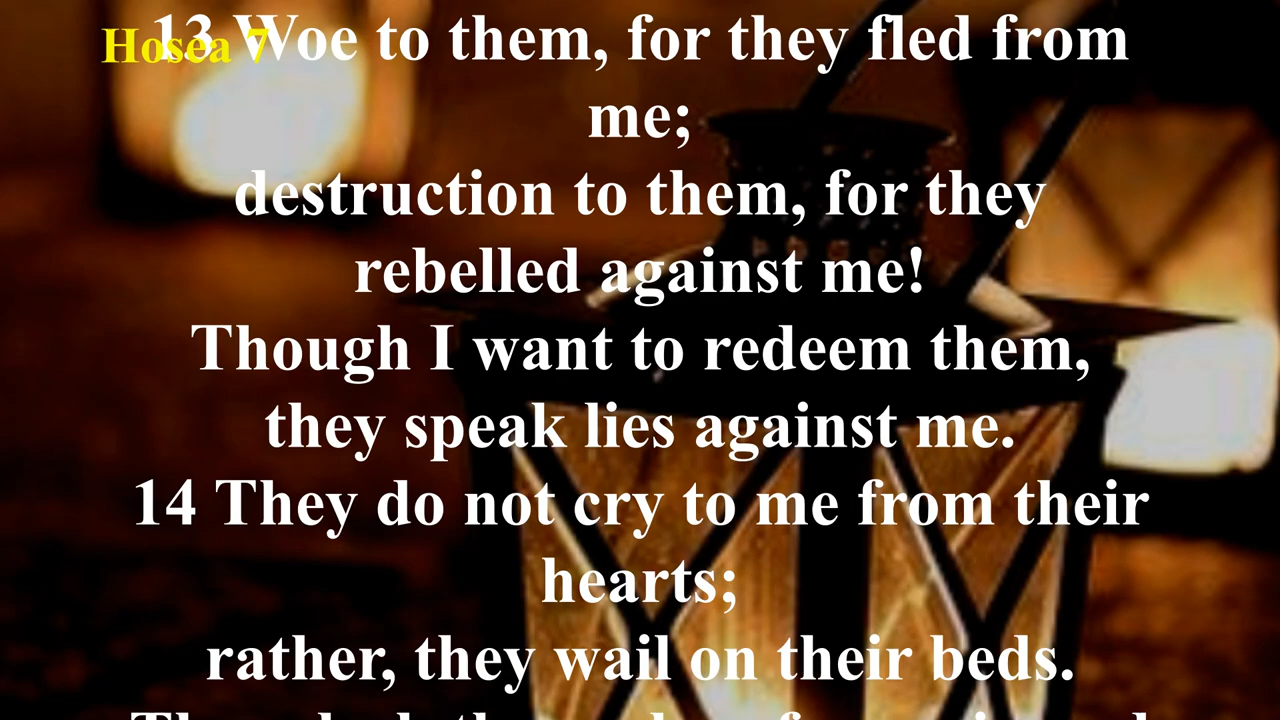 Hosea 7
13 Woe to them, for they fled from
me;
destruction to them, for they
rebelled against me!
Though I want to redeem them,
they speak lies against me.
14 They do not cry to me from their
hearts;
rather, they wail on their beds.